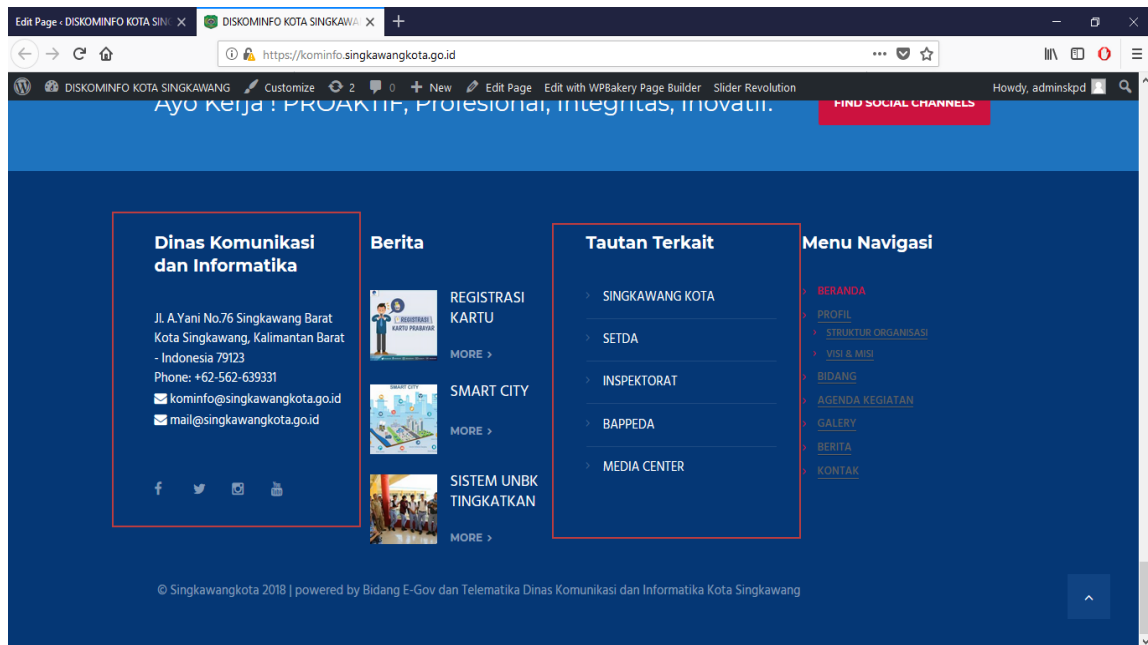 Edit Page ‹ DISKOMINFO KOTA SING
DISKOMINFO KOTA SINGKAWA
https://kominfo.singkawangkota.go.id
DISKOMINFO KOTA SINGKAWANG Customize 2 0 New Edit Page Edit with WPBakery Page Builder Slider Revolution Howdy, adminskpd
Ayo Kerja ! PROAKTIF, Profesional, Integritas, Inovatif.
FIND SOCIAL CHANNELS
Dinas Komunikasi
dan Informatika
Jl. A.Yani No.76 Singkawang Barat
Kota Singkawang, Kalimantan Barat
- Indonesia 79123
Phone: +62-562-639331
kominfo@singkawangkota.go.id
mail@singkawangkota.go.id
Berita
REGISTRASI
KARTU PRABAYAR
REGISTRASI
KARTU
MORE >
SMART CITY
SMART CITY
MORE >
SISTEM UNBK
TINGKATKAN
MORE >
Tautan Terkait
SINGKAWANG KOTA
SETDA
INSPEKTORAT
BAPPEDA
MEDIA CENTER
Menu Navigasi
BERANDA
PROFIL
STRUKTUR ORGANISASI
VISI & MISI
BIDANG
AGENDA KEGIATAN
GALERY
BERITA
KONTAK
© Singkawangkota 2018 | powered by Bidang E-Gov dan Telematika Dinas Komunikasi dan Informatika Kota Singkawang